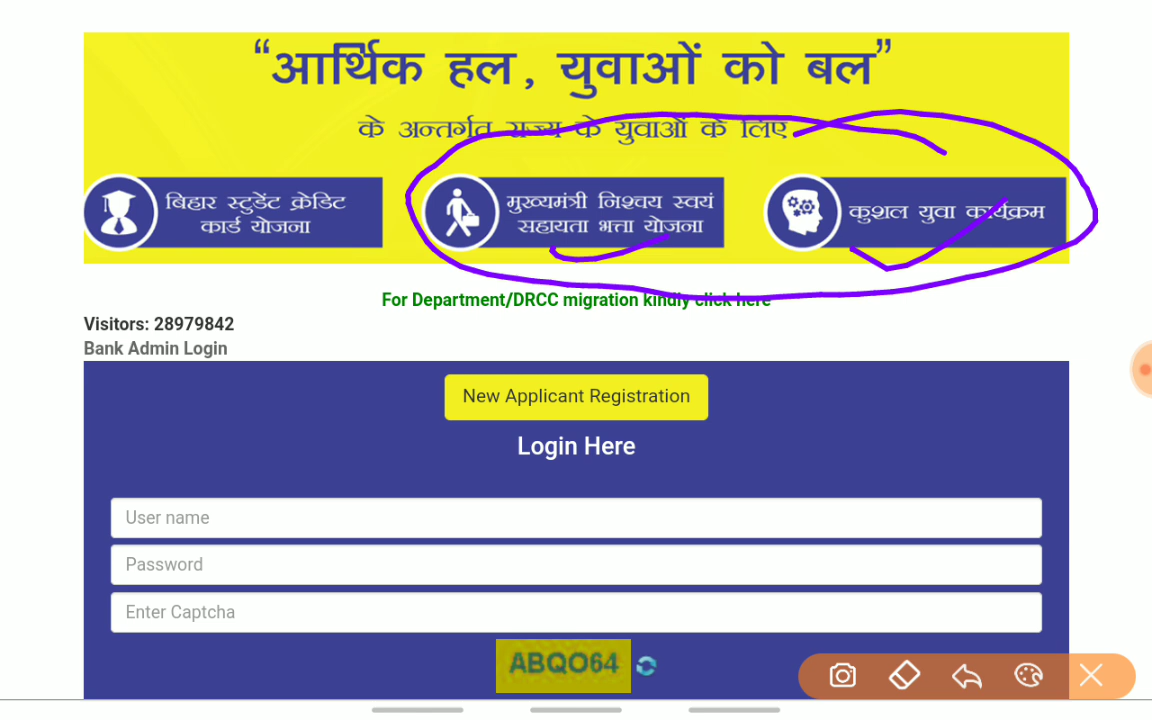 “आर्थिक हल, युवाओं को बल”
के अन्तर्गत राज्य के युवाओं के लिए
बिहार स्टुडेंट क्रेडिट
कार्ड योजना
मुख्यमंत्री निश्चय स्वयं
सहायता भत्ता योजना
कुशल युवा कार्यक्रम
For Department/DRCC migration kindly click here
Visitors: 28979842
Bank Admin Login
New Applicant Registration
Login Here
User name
Password
Enter Captcha
ABQO64